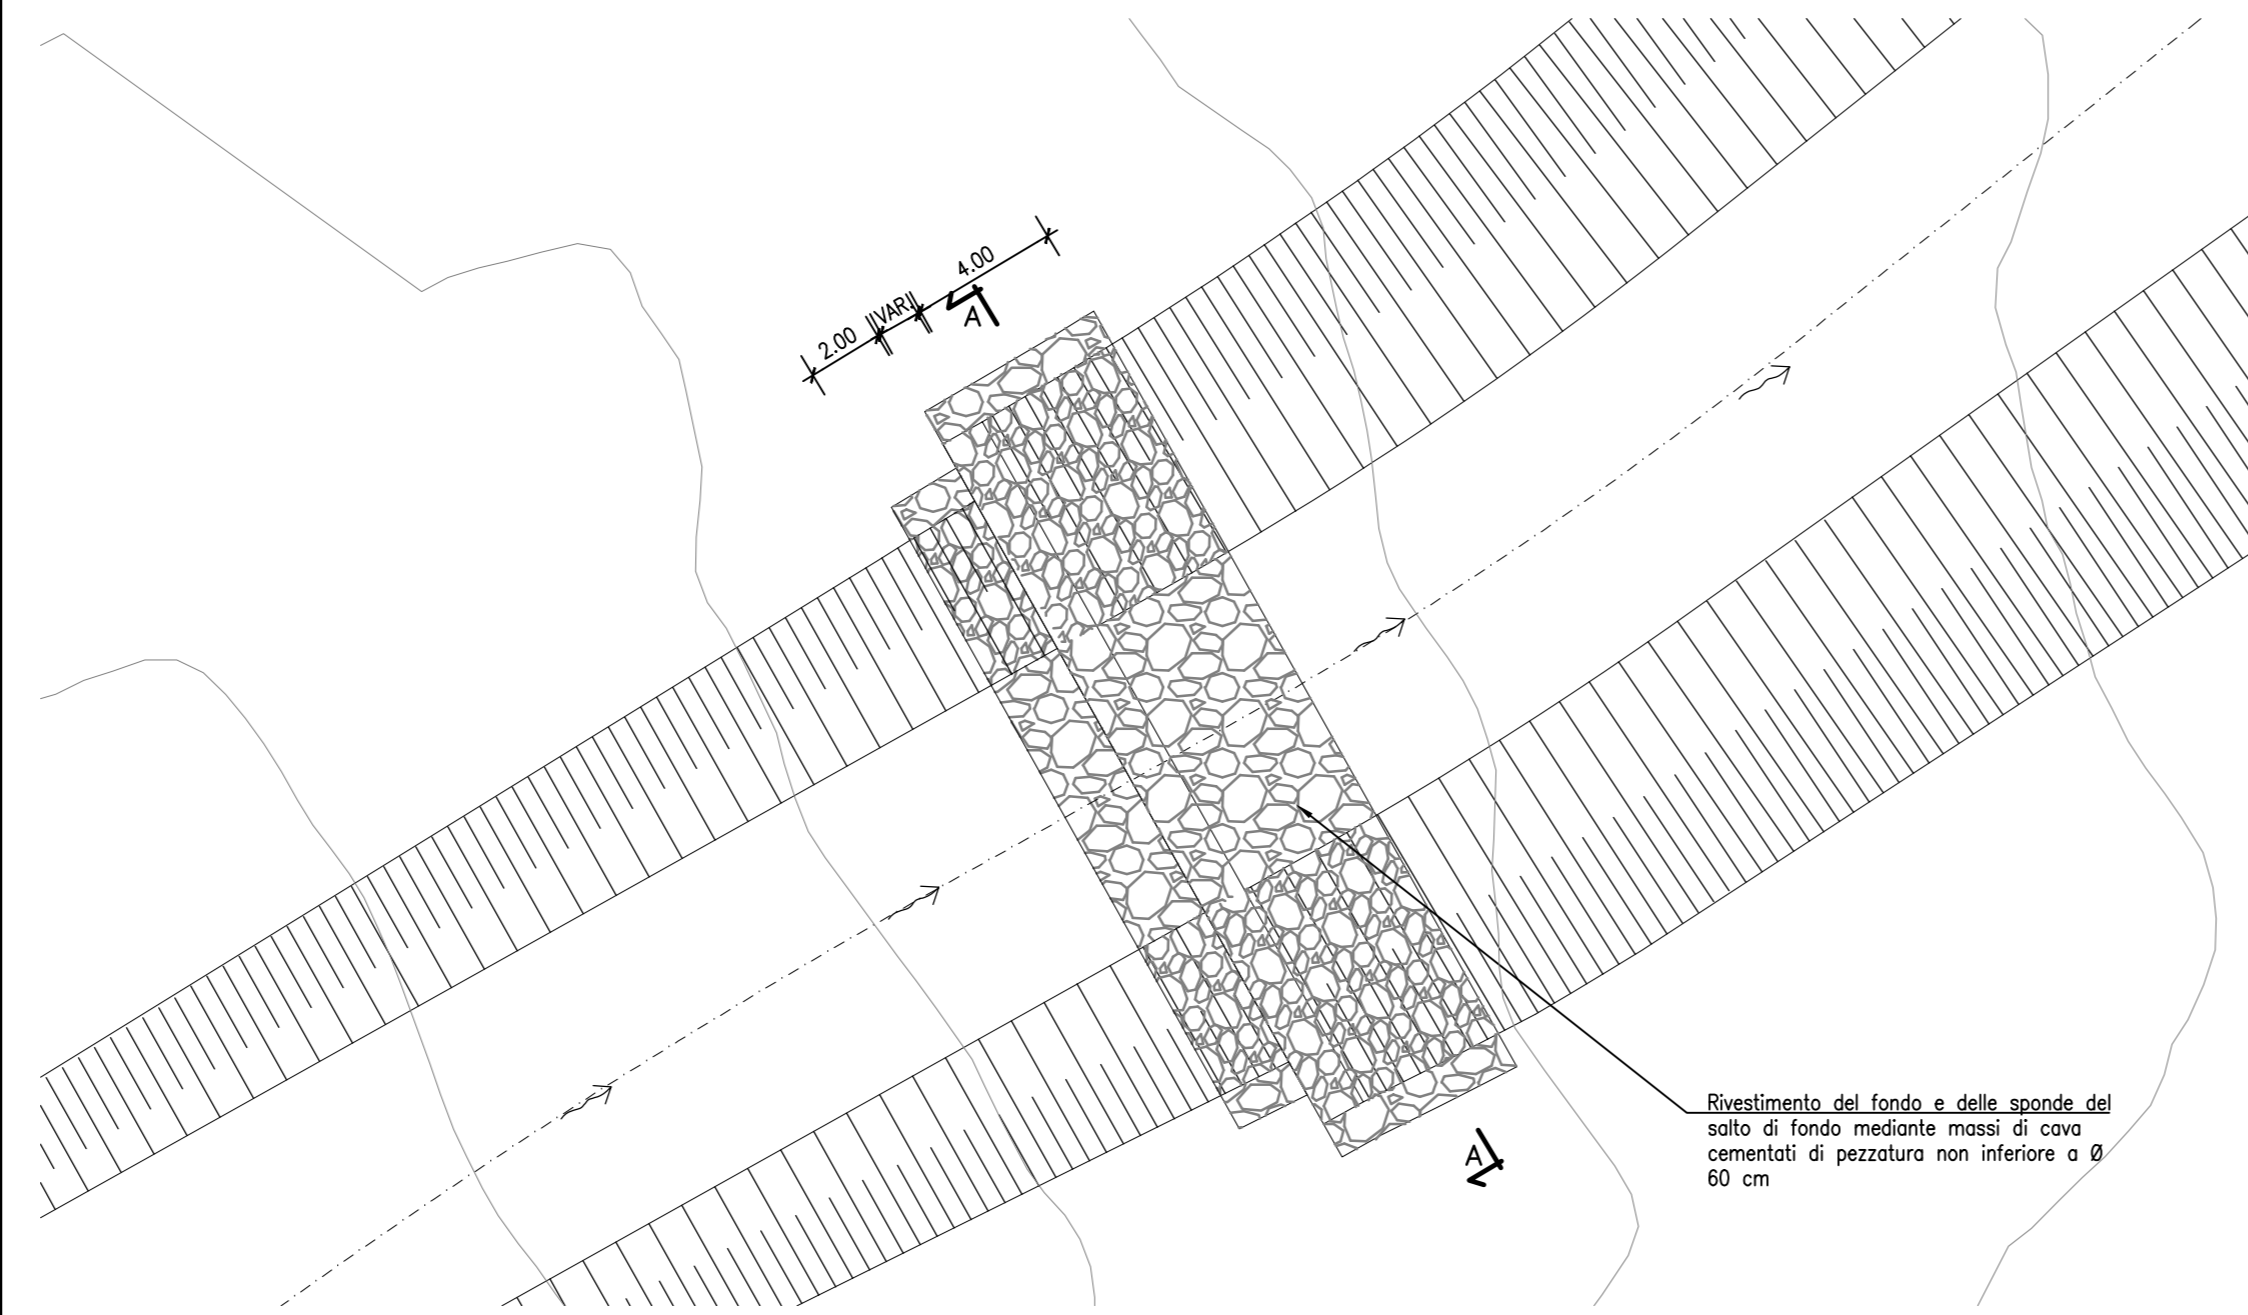 4.00
VAR.
2.00
A
Rivestimento del fondo e delle sponde del
salto di fondo mediante massi di cava
cementati di pezzatura non inferiore a Ø
60 cm
A